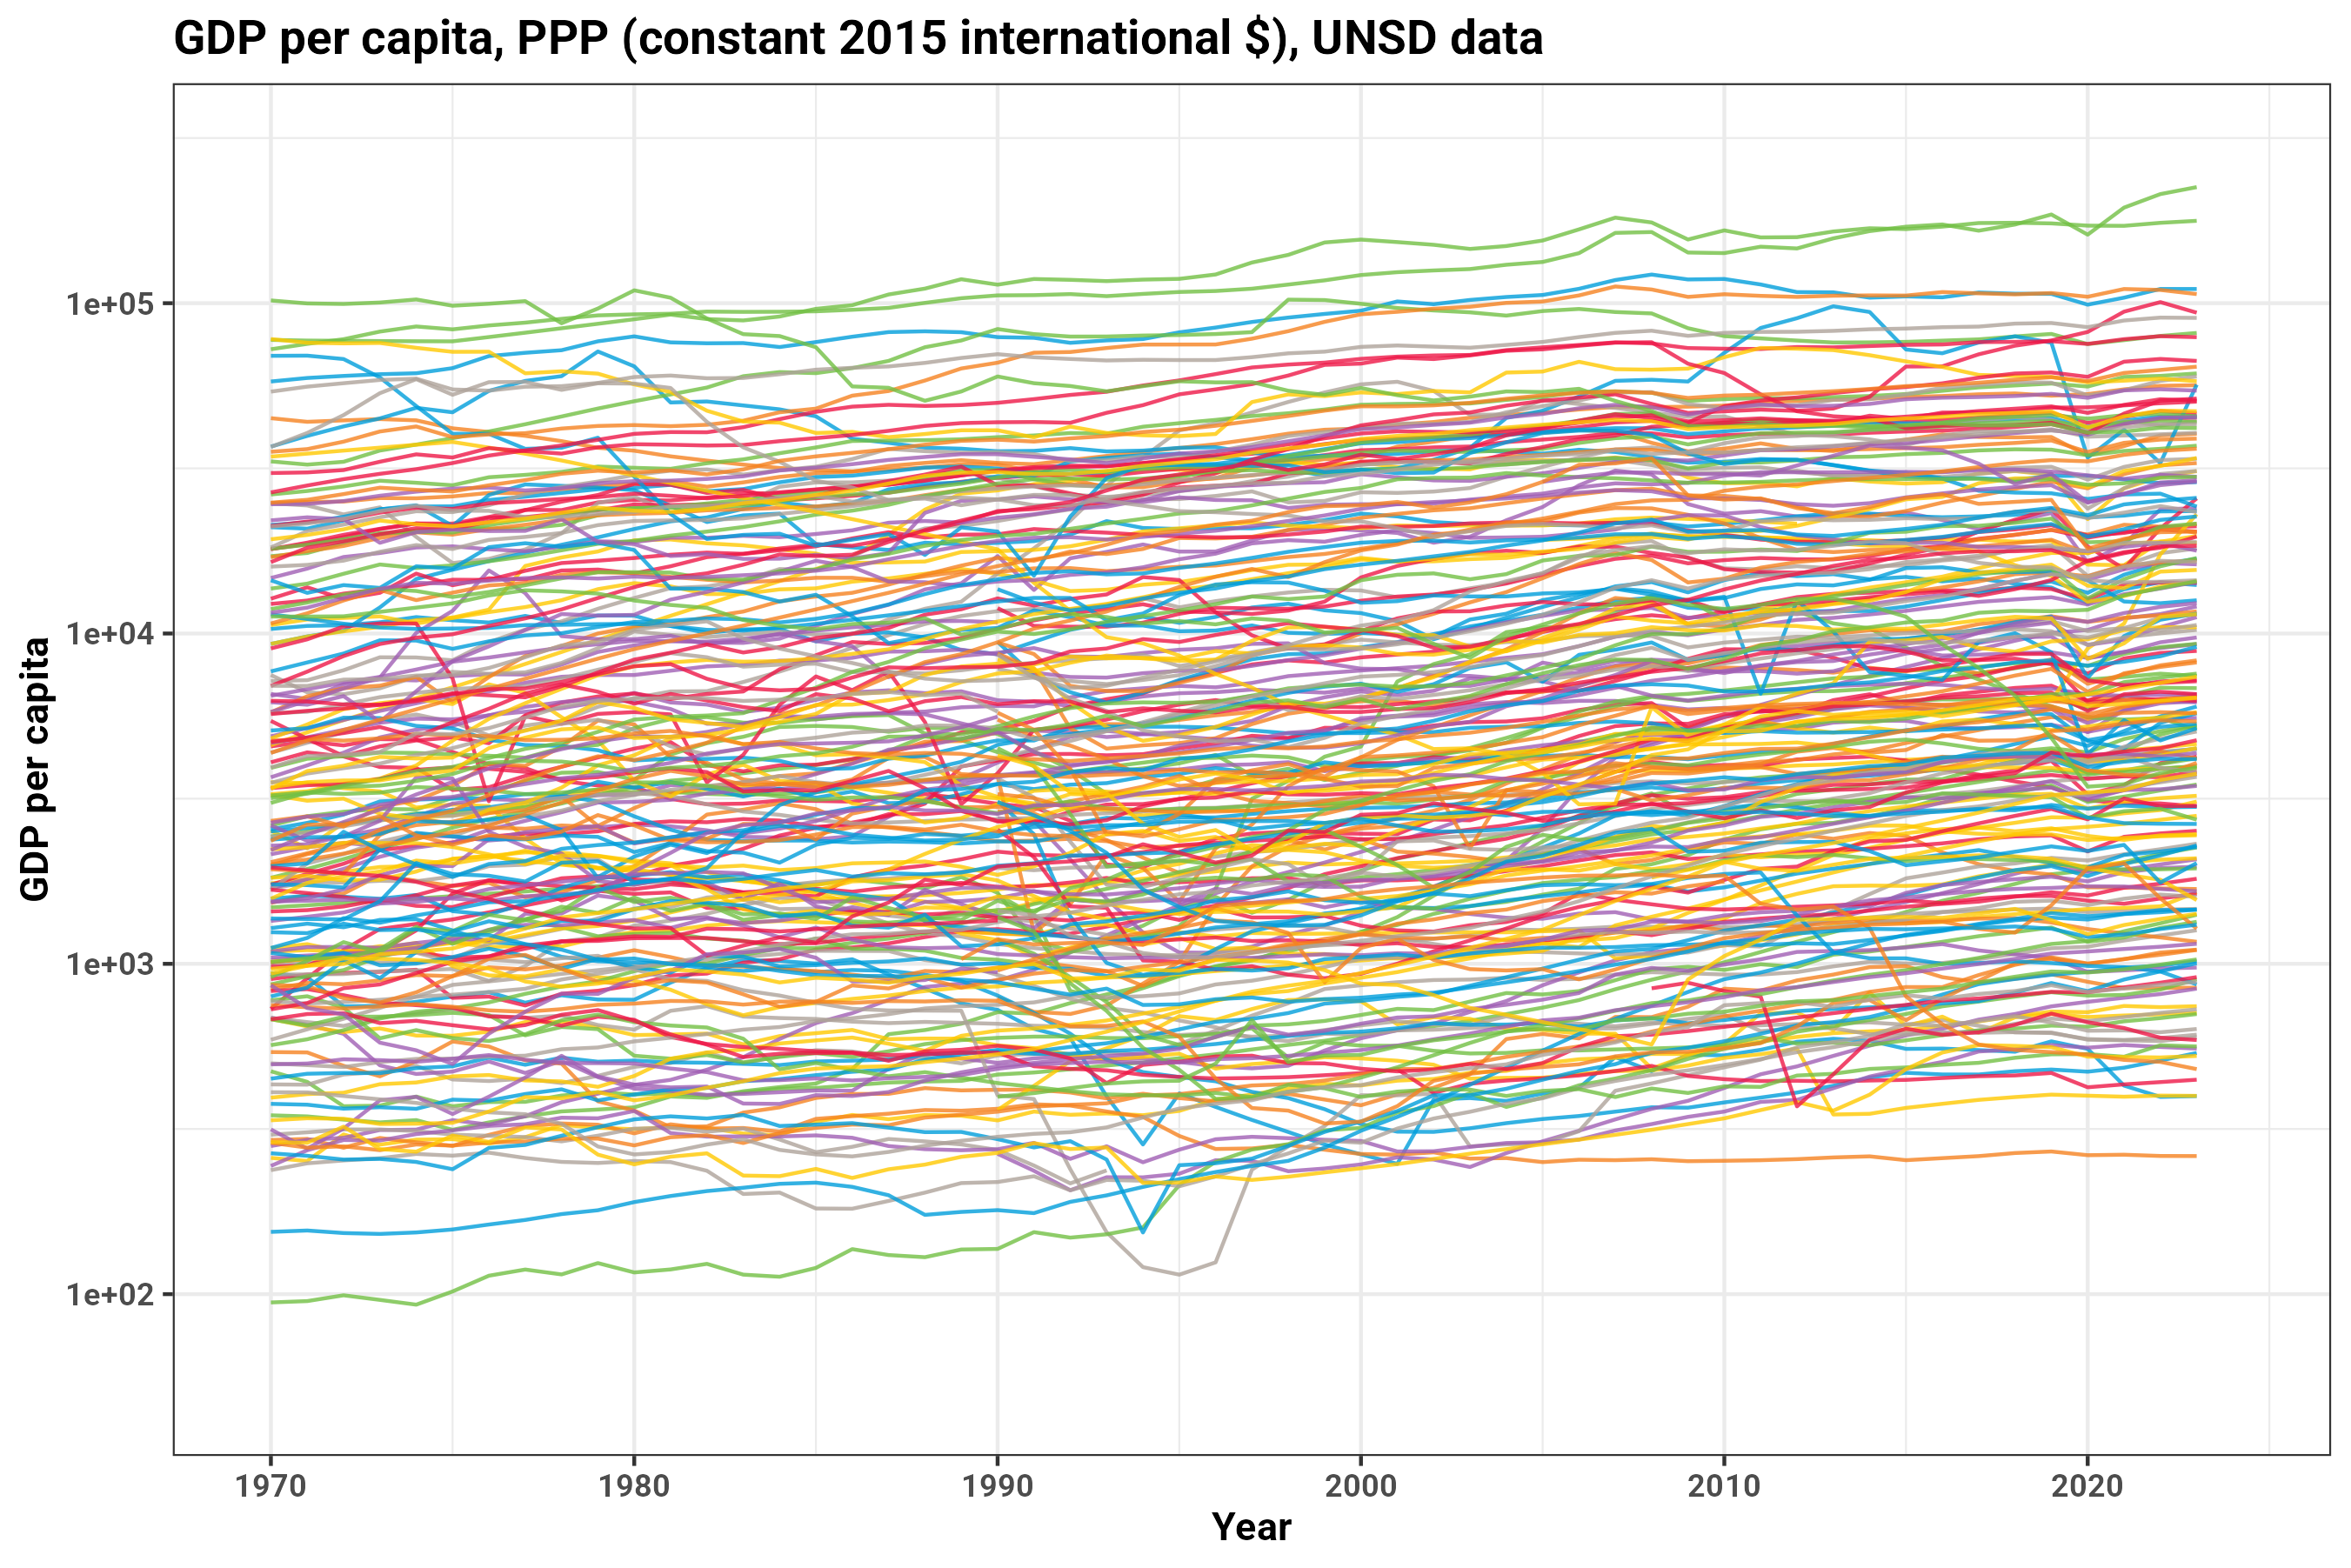 GDP per capita, PPP (constant 2015 international $), UNSD data
GDP per capita
1e+05
1e+04
1e+03
1e+02
1970 1980 1990 2000 2010 2020
Year